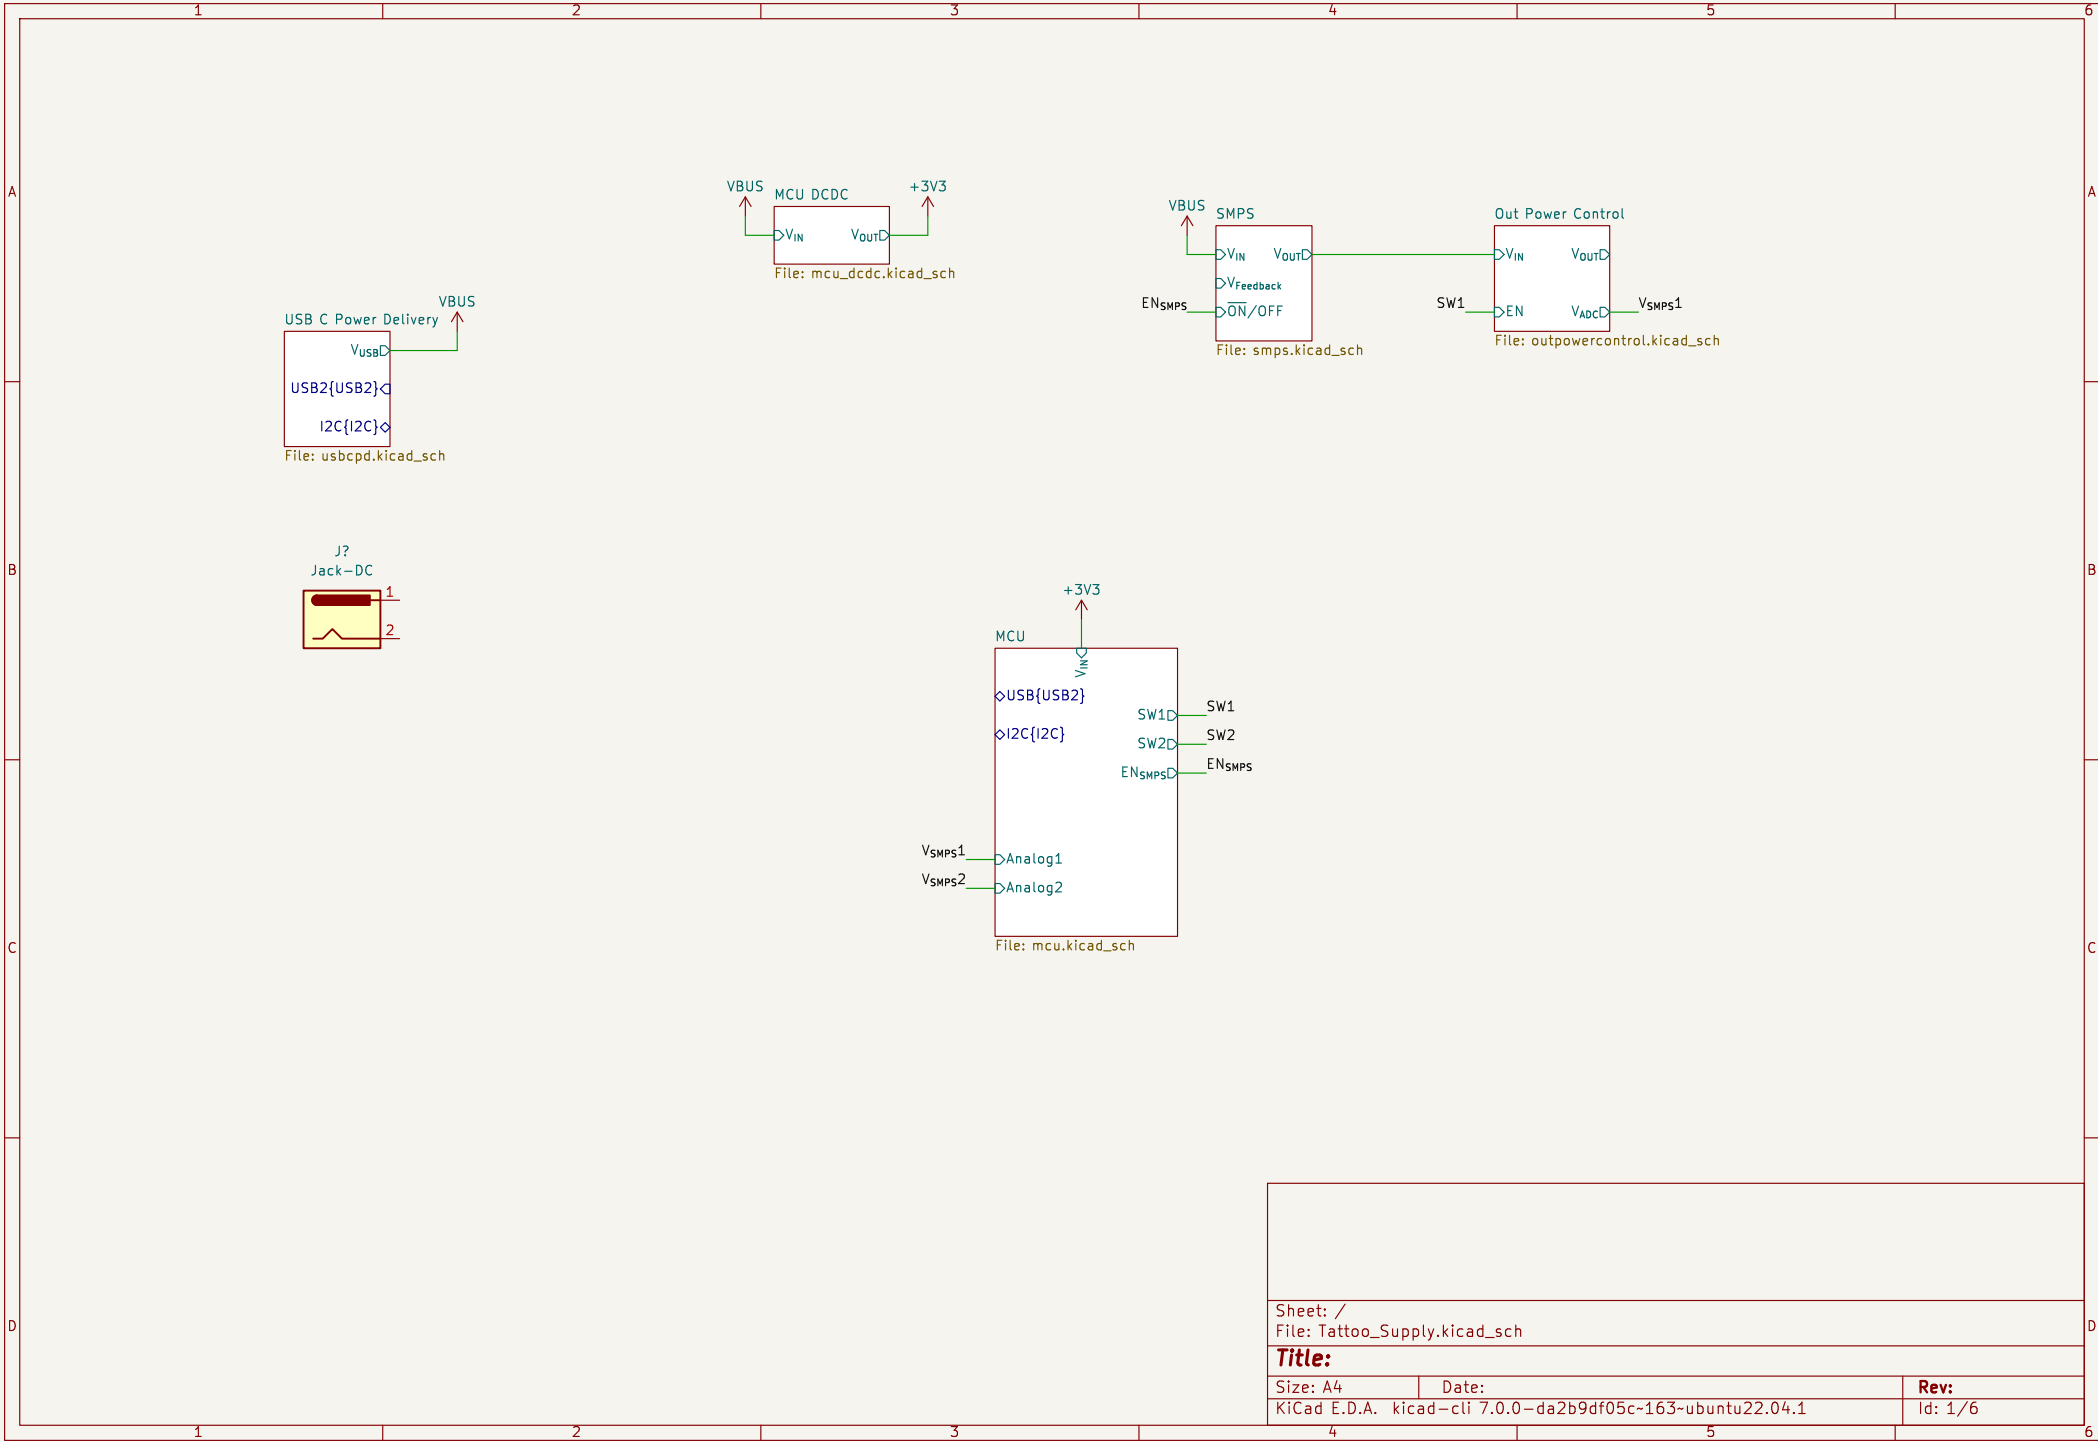 1 2 3 4 5 6
A A
B B
C C
D D
USB C Power Delivery
VBUS
VUSB
USB2{USB2}
I2C{I2C}
File: usbcpd.kicad_sch
J?
Jack-DC
1
2
VBUS
MCU DCDC
+3V3
VIN VOUT
File: mcu_dcdc.kicad_sch
VBUS
SMPS
VIN VOUT
VFeedback
ENSMPS
ON/OFF
File: smps.kicad_sch
Out Power Control
VIN VOUT
SW1
EN VADC
VSMPS1
File: outpowercontrol.kicad_sch
+3V3
MCU
VIN
USB{USB2}
I2C{I2C}
SW1 SW1
SW2 SW2
ENSMPS ENSMPS
VSMPS1
Analog1
VSMPS2
Analog2
File: mcu.kicad_sch
Sheet: /
File: Tattoo_Supply.kicad_sch
Title:
Size: A4 Date: Rev:
KiCad E.D.A. kicad-cli 7.0.0-da2b9df05c~163~ubuntu22.04.1 Id: 1/6
1 2 3 4 5 6